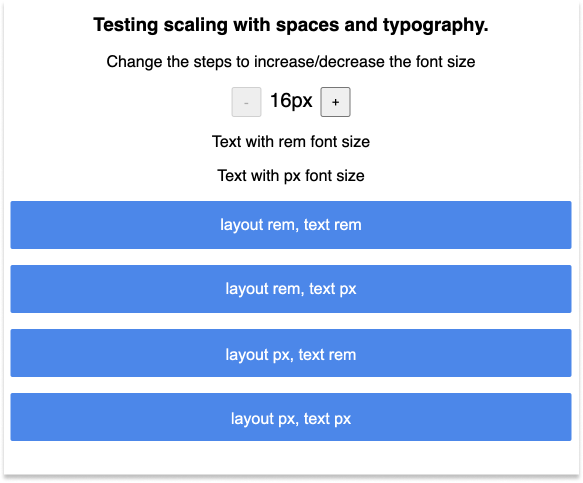 Testing scaling with spaces and typography.
Change the steps to increase/decrease the font size
- 16px +
Text with rem font size
Text with px font size
layout rem, text rem
layout rem, text px
layout px, text rem
layout px, text px